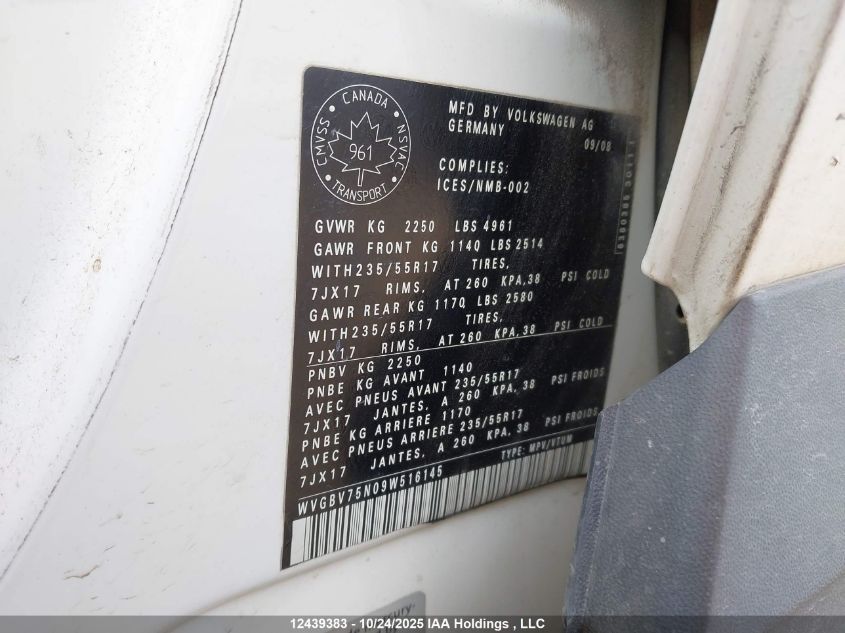 CANADA
CMVSS
NSVAC
961
TRANSPORT
MFD BY VOLKSWAGEN AG
GERMANY
09/08
COMPLIES:
ICES/NMB-002
GVWR KG 2250 LBS 4961
GAWR FRONT KG 1140 LBS 2514
WITH235/55R17 TIRES,
7JX17 RIMS, AT 260 KPA,38 PSI COLD
GAWR REAR KG 1170 LBS 2580
WITH235/55R17 TIRES,
7JX17 RIMS, AT 260 KPA,38 PSI COLD
PNBV KG 2250
PNBE KG AVANT 1140
AVEC PNEUS AVANT 235/55R17
7JX17 JANTES, A 260 KPA, 38 PSI FROIDS
PNBE KG ARRIERE 1170
AVEC PNEUS ARRIERE 235/55R17
7JX17 JANTES, A 260 KPA, 38 PSI FROIDS
TYPE: MPV/VTUM
WVGBV75N09W516145
12439383 - 10/24/2025 IAA Holdings , LLC